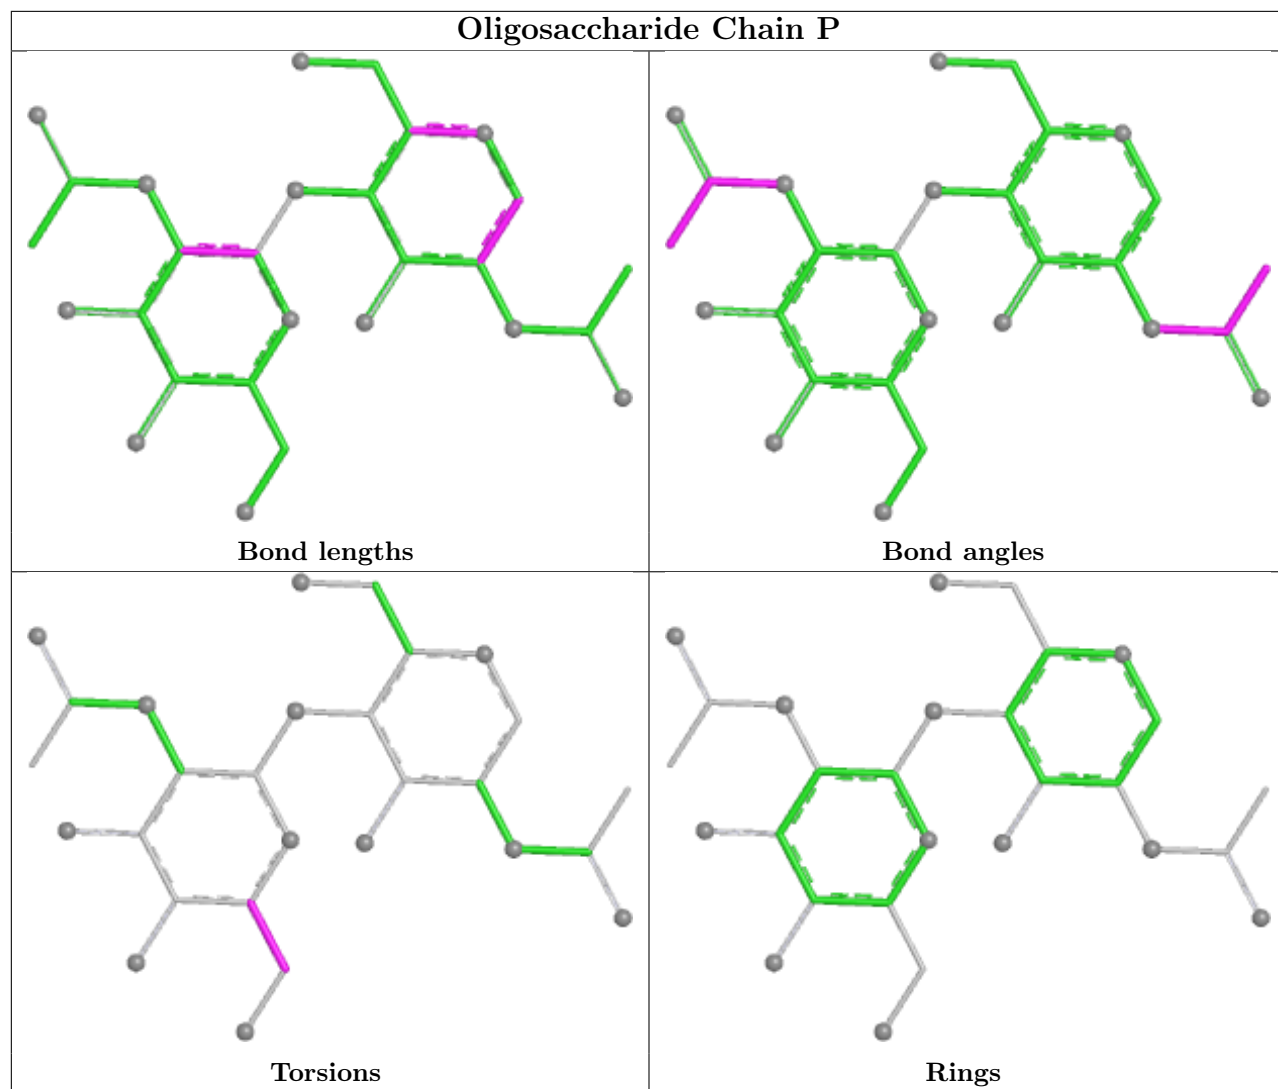 Oligosaccharide Chain P
Bond lengths
Bond angles
Torsions
Rings